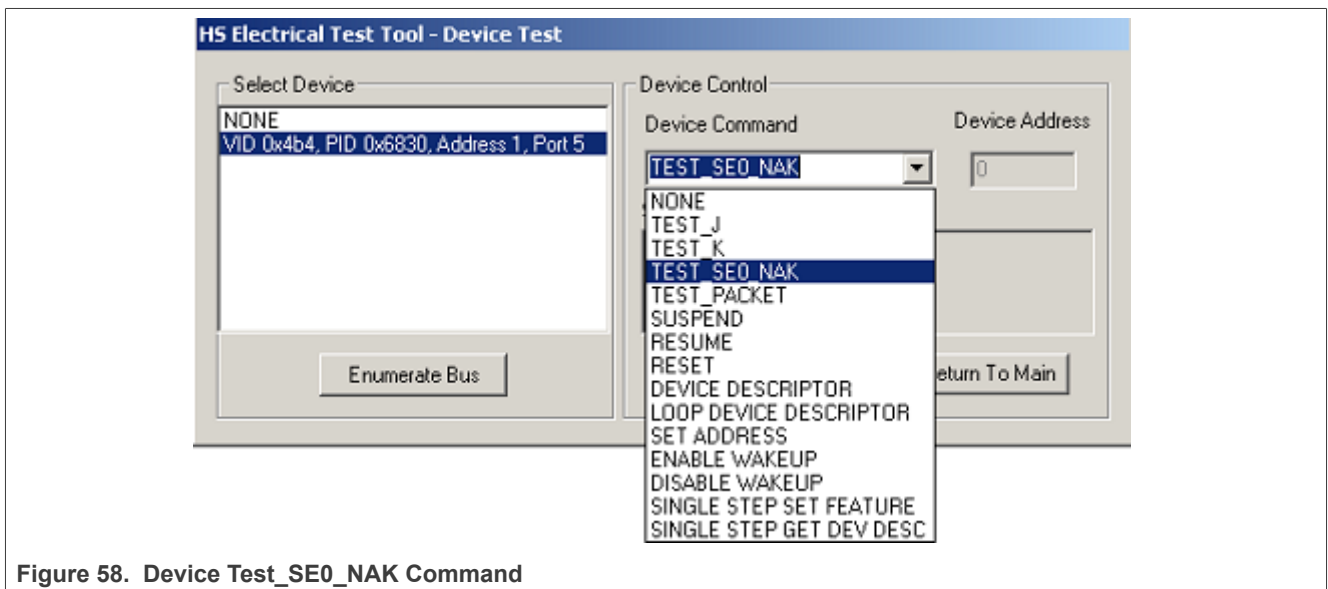 HS Electrical Test Tool - Device Test
Select Device
NONE
VID 0x4b4, PID 0x6830, Address 1, Port 5
Enumerate Bus
Device Control
Device Command
Device Address
TEST_SE0_NAK
0
NONE
TEST_J
TEST_K
TEST_SE0_NAK
TEST_PACKET
SUSPEND
RESUME
RESET
DEVICE DESCRIPTOR
LOOP DEVICE DESCRIPTOR
SET ADDRESS
ENABLE WAKEUP
DISABLE WAKEUP
SINGLE STEP SET FEATURE
SINGLE STEP GET DEV DESC
eturn To Main
Figure 58. Device Test_SE0_NAK Command